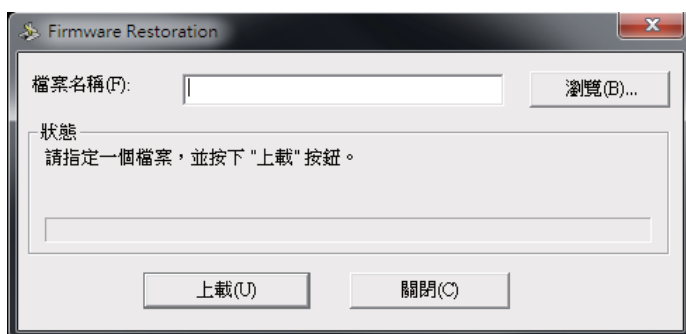 Firmware Restoration
檔案名稱(F):
瀏覽(B)...
狀態
請指定一個檔案，並按下 "上載" 按鈕。
上載(U)
關閉(C)